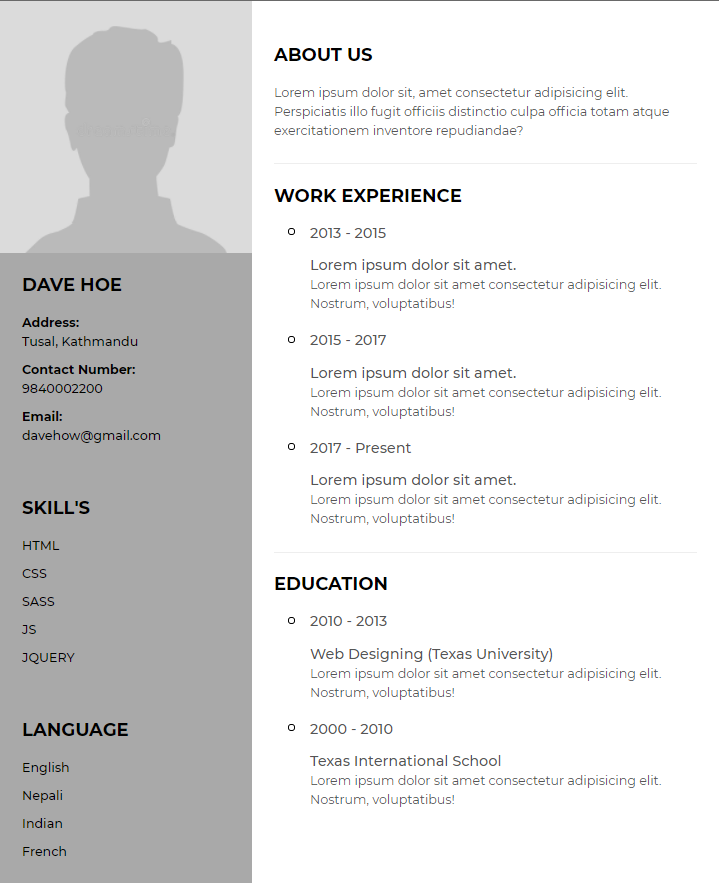 DAVE HOE
Address:
Tusal, Kathmandu
Contact Number:
9840002200
Email:
davehow@gmail.com
SKILL'S
HTML
CSS
SASS
JS
JQUERY
LANGUAGE
English
Nepali
Indian
French
ABOUT US
Lorem ipsum dolor sit, amet consectetur adipisicing elit.
Perspiciatis illo fugit officiis distinctio culpa officia totam atque
exercitationem inventore repudiandae?
WORK EXPERIENCE
2013 - 2015
Lorem ipsum dolor sit amet.
Lorem ipsum dolor sit amet consectetur adipisicing elit.
Nostrum, voluptatibus!
2015 - 2017
Lorem ipsum dolor sit amet.
Lorem ipsum dolor sit amet consectetur adipisicing elit.
Nostrum, voluptatibus!
2017 - Present
Lorem ipsum dolor sit amet.
Lorem ipsum dolor sit amet consectetur adipisicing elit.
Nostrum, voluptatibus!
EDUCATION
2010 - 2013
Web Designing (Texas University)
Lorem ipsum dolor sit amet consectetur adipisicing elit.
Nostrum, voluptatibus!
2000 - 2010
Texas International School
Lorem ipsum dolor sit amet consectetur adipisicing elit.
Nostrum, voluptatibus!